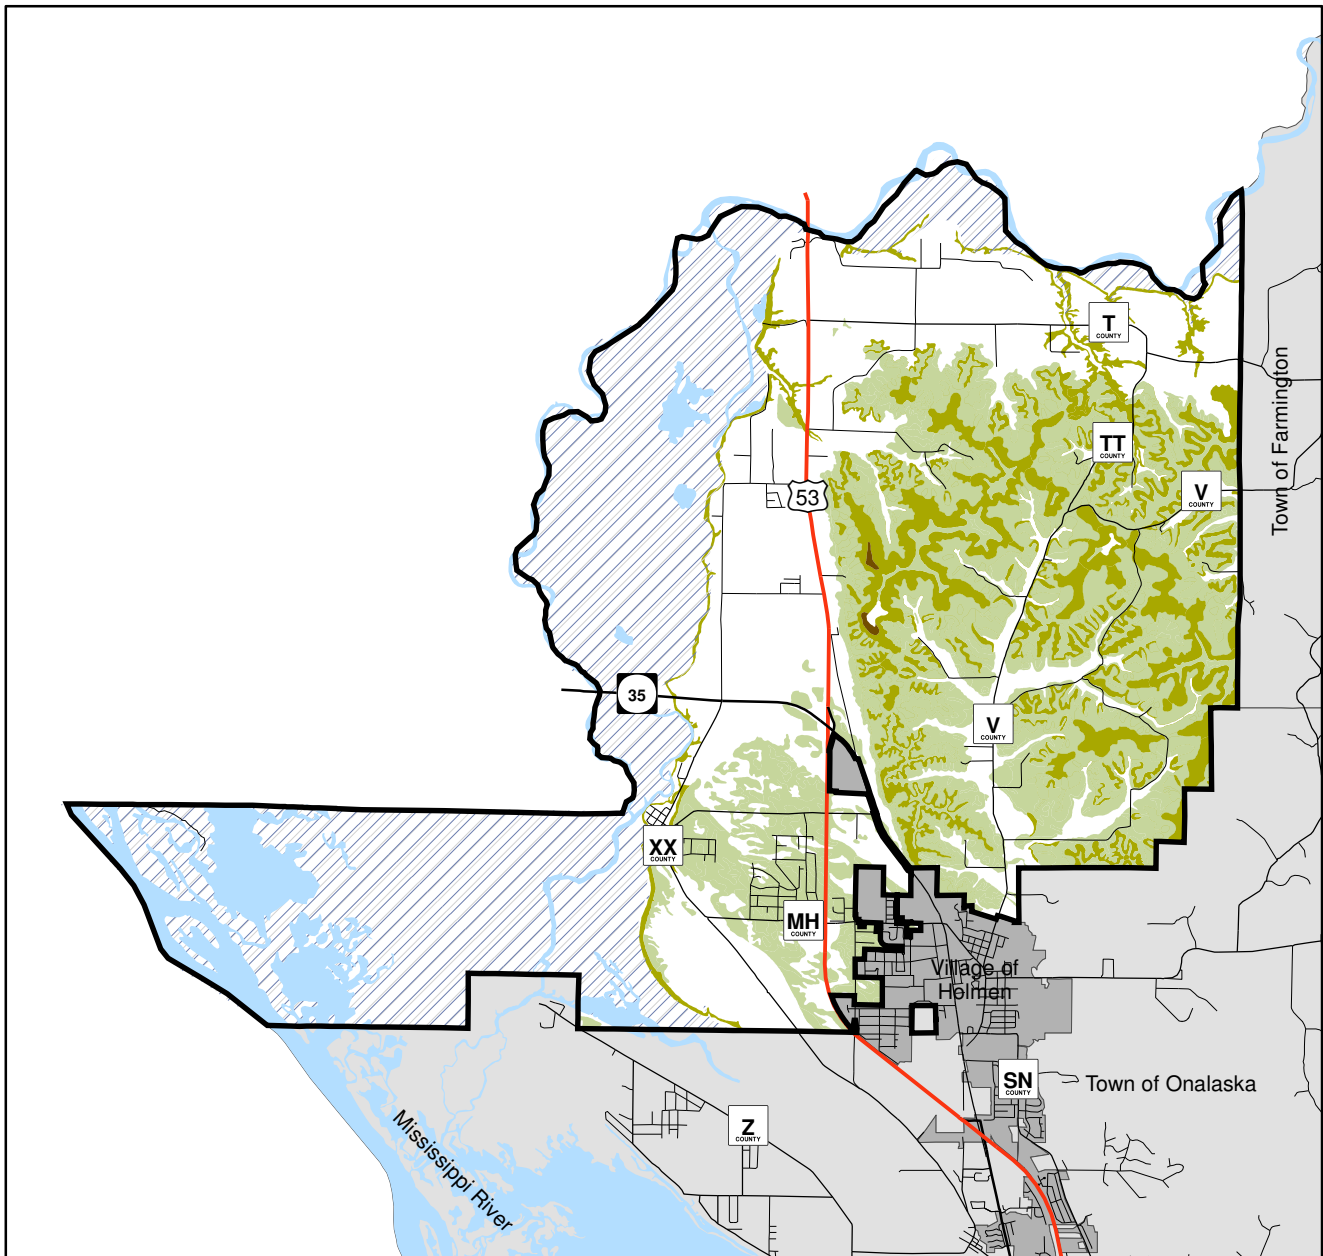 T
COUNTY
Town of Farmington
TT
COUNTY
V
COUNTY
53
35
V
COUNTY
XX
COUNTY
MH
COUNTY
Village of
Holmen
SN
COUNTY
Town of Onalaska
Z
COUNTY
Mississippi River